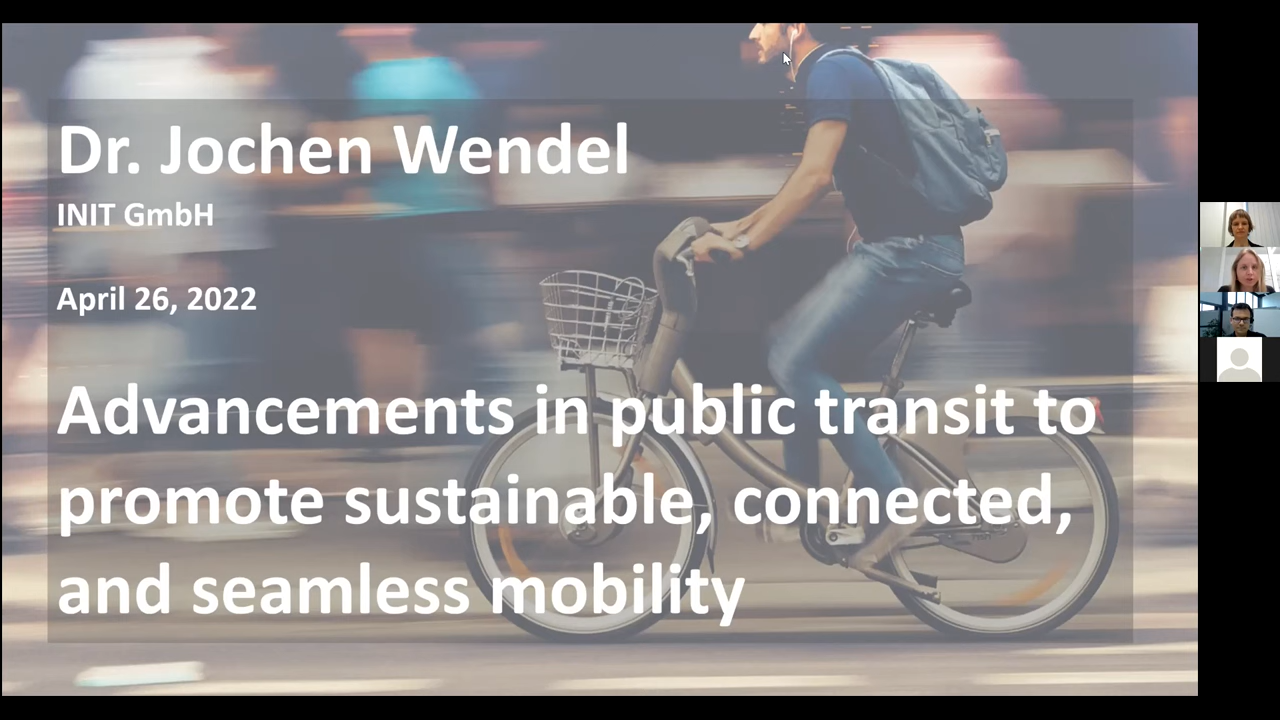 Dr. Jochen Wendel
INIT GmbH
April 26, 2022
Advancements in public transit to
promote sustainable, connected,
and seamless mobility